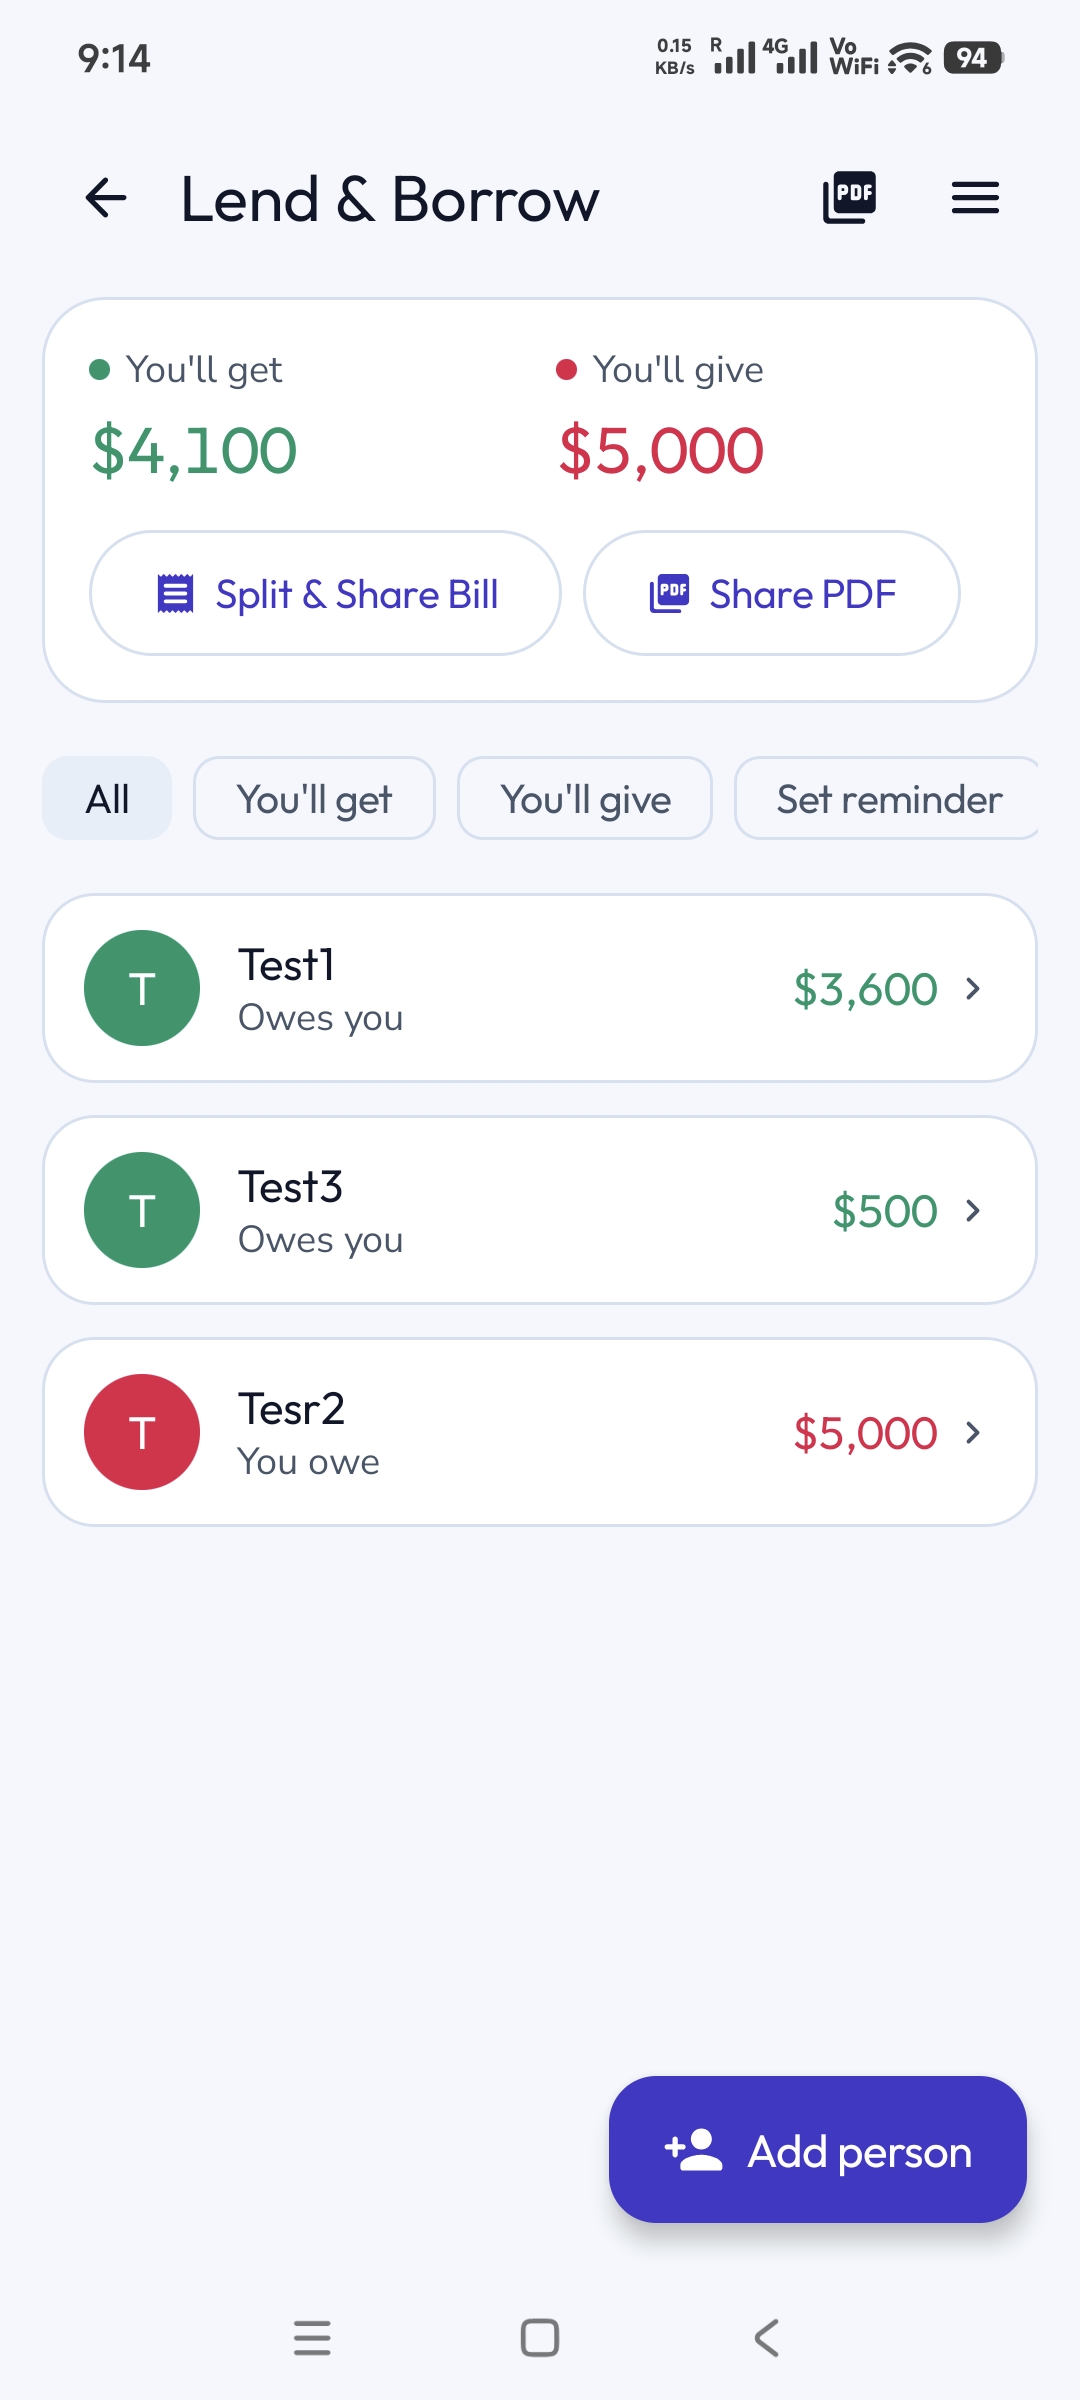 9:14
0.15
KB/s
R
4G
Vo
WiFi
6
94
Lend & Borrow
PDF
You'll get
You'll give
$4,100
$5,000
Split & Share Bill
PDF
Share PDF
All
You'll get
You'll give
Set reminder
T
Test1
Owes you
$3,600
T
Test3
Owes you
$500
T
Tesr2
You owe
$5,000
Add person